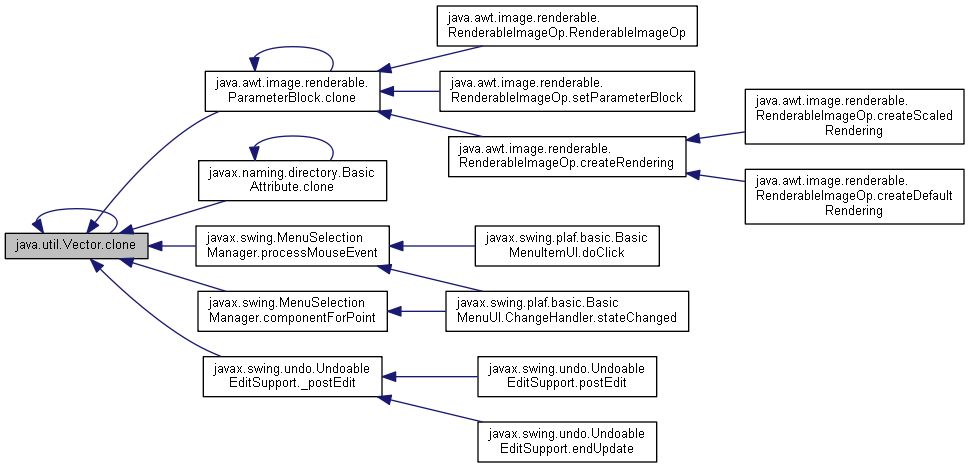 java.awt.image.renderable.
RenderableImageOp.RenderableImageOp
java.awt.image.renderable.
ParameterBlock.clone
java.awt.image.renderable.
RenderableImageOp.setParameterBlock
java.awt.image.renderable.
RenderableImageOp.createScaled
Rendering
java.awt.image.renderable.
RenderableImageOp.createRendering
javax.naming.directory.Basic
Attribute.clone
java.awt.image.renderable.
RenderableImageOp.createDefault
Rendering
java.util.Vector.clone
javax.swing.MenuSelection
Manager.processMouseEvent
javax.swing.plaf.basic.Basic
MenuItemUI.doClick
javax.swing.MenuSelection
Manager.componentForPoint
javax.swing.plaf.basic.Basic
MenuUI.ChangeHandler.stateChanged
javax.swing.undo.Undoable
EditSupport._postEdit
javax.swing.undo.Undoable
EditSupport.postEdit
javax.swing.undo.Undoable
EditSupport.endUpdate